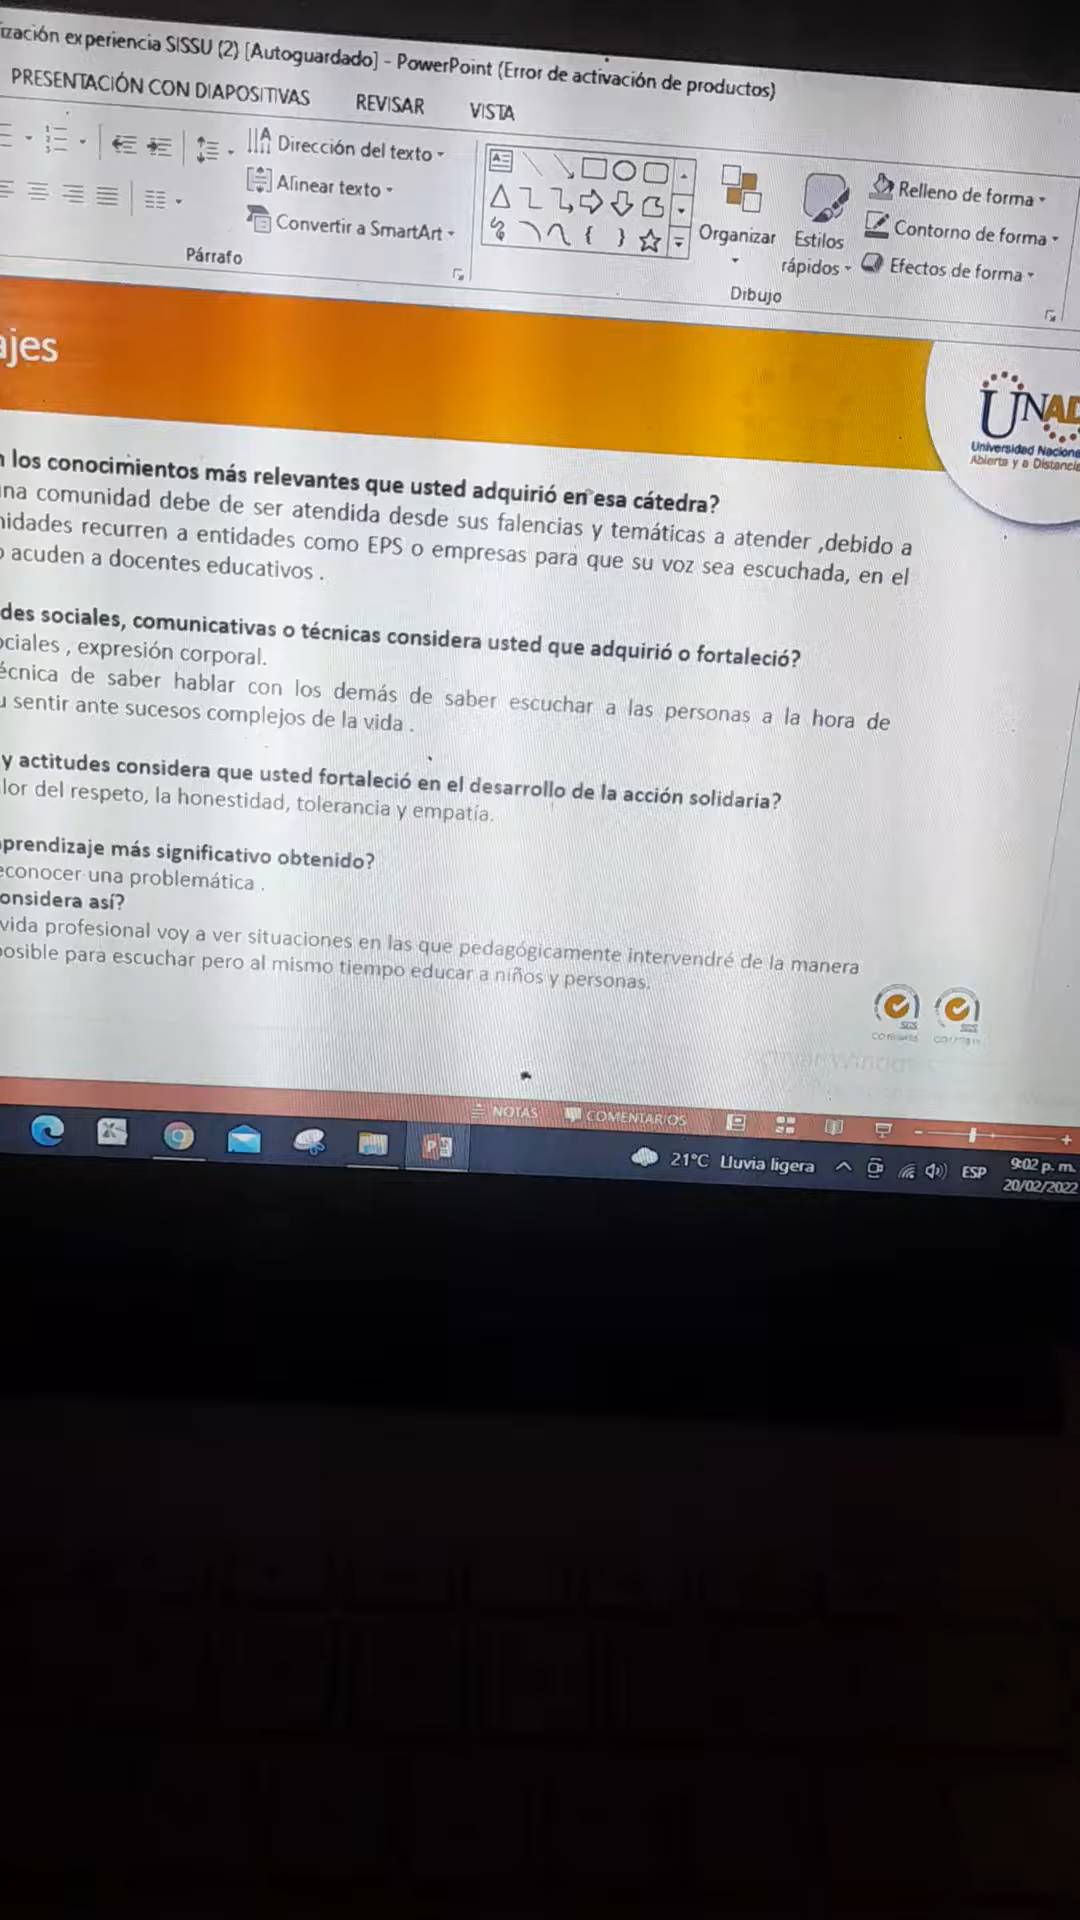 ización experiencia SISSU (2) [Autoguardado] - PowerPoint (Error de activación de productos)
PRESENTACIÓN CON DIAPOSITIVAS REVISAR VISTA
Dirección del texto
Alinear texto
Convertir a SmartArt
Párrafo
Organizar
Estilos rápidos
Relleno de forma
Contorno de forma
Efectos de forma
Dibujo
ajes
UNAD
Universidad Naciona
Abierta y a Distancia
n los conocimientos más relevantes que usted adquirió en esa cátedra?
una comunidad debe de ser atendida desde sus falencias y temáticas a atender ,debido a
nidades recurren a entidades como EPS o empresas para que su voz sea escuchada, en el
o acuden a docentes educativos .
des sociales, comunicativas o técnicas considera usted que adquirió o fortaleció?
ociales , expresión corporal.
écnica de saber hablar con los demás de saber escuchar a las personas a la hora de
u sentir ante sucesos complejos de la vida .
y actitudes considera que usted fortaleció en el desarrollo de la acción solidaria?
lor del respeto, la honestidad, tolerancia y empatía.
aprendizaje más significativo obtenido?
econocer una problemática .
onsidera así?
vida profesional voy a ver situaciones en las que pedagógicamente intervendré de la manera
posible para escuchar pero al mismo tiempo educar a niños y personas.
SGS SGS
Activar Windows
NOTAS COMENTARIOS
21°C Lluvia ligera ESP 9:02 p. m.
20/02/2022